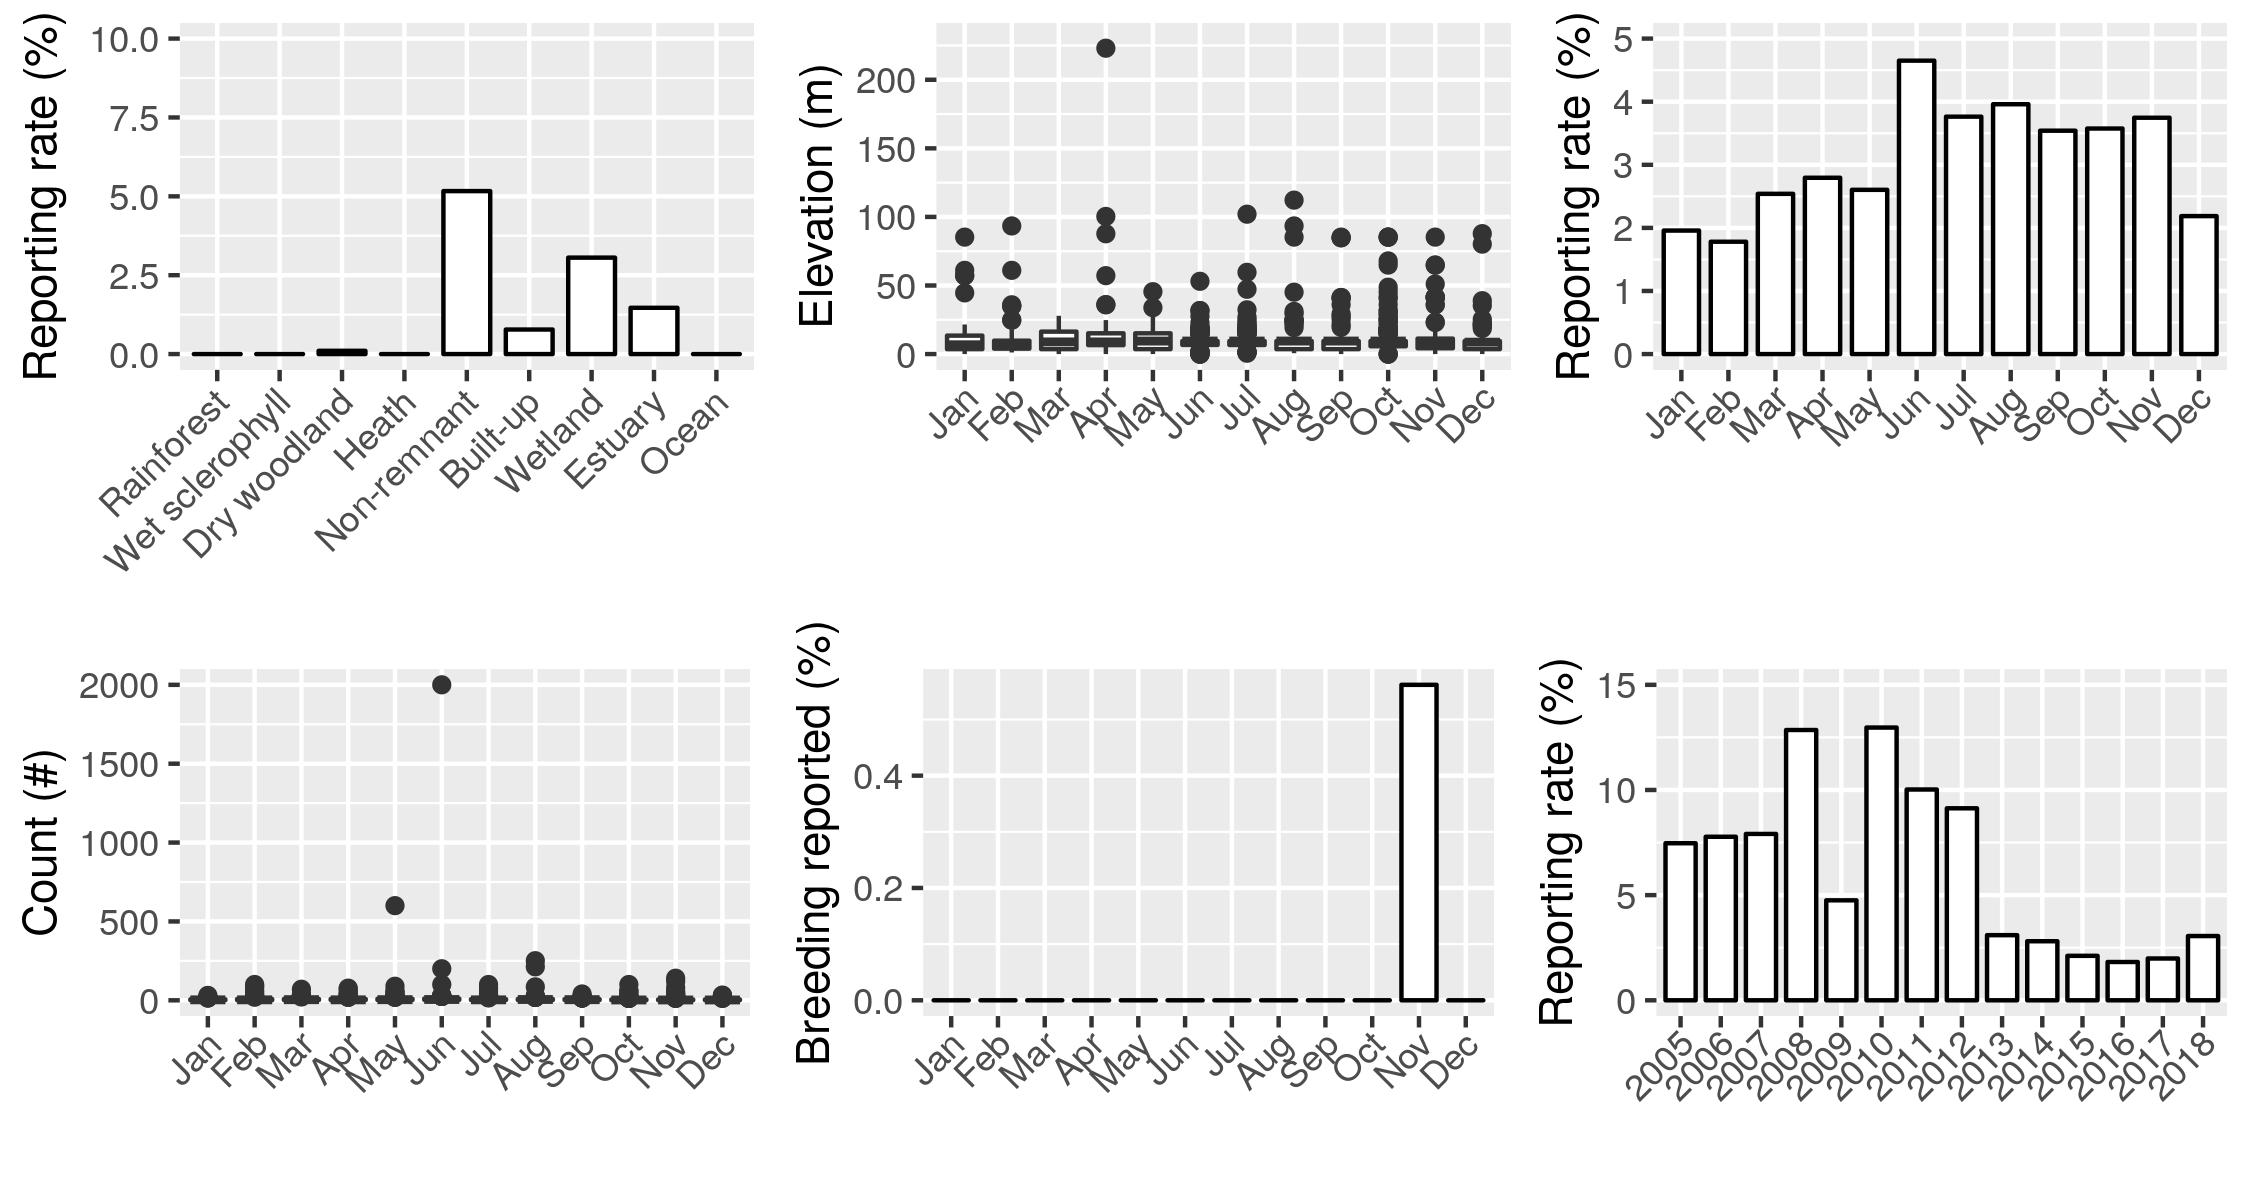 Reporting rate (%)
10.0
7.5
5.0
2.5
0.0
Rainforest
Wet sclerophyll
Dry woodland
Heath
Non-remnant
Built-up
Wetland
Estuary
Ocean
Elevation (m)
200
150
100
50
0
Jan
Feb
Mar
Apr
May
Jun
Jul
Aug
Sep
Oct
Nov
Dec
Reporting rate (%)
5
4
3
2
1
0
Jan
Feb
Mar
Apr
May
Jun
Jul
Aug
Sep
Oct
Nov
Dec
Count (#)
2000
1500
1000
500
0
Jan
Feb
Mar
Apr
May
Jun
Jul
Aug
Sep
Oct
Nov
Dec
Breeding reported (%)
0.4
0.2
0.0
Jan
Feb
Mar
Apr
May
Jun
Jul
Aug
Sep
Oct
Nov
Dec
Reporting rate (%)
15
10
5
0
2005
2006
2007
2008
2009
2010
2011
2012
2013
2014
2015
2016
2017
2018